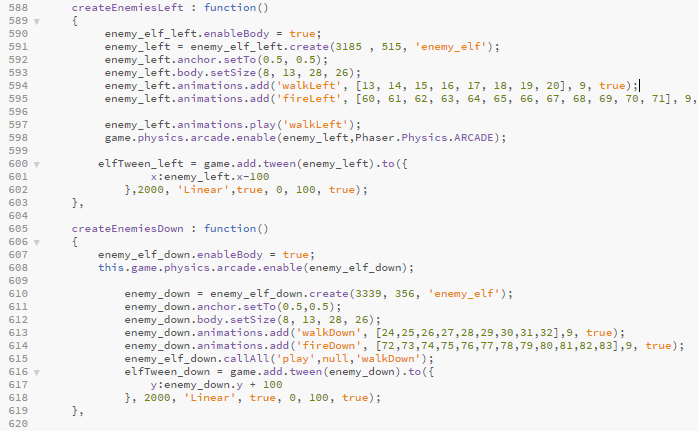 588 createEnemiesLeft : function()
589 {
590 enemy_elf_left.enableBody = true;
591 enemy_left = enemy_elf_left.create(3185 , 515, 'enemy_elf');
592 enemy_left.anchor.setTo(0.5, 0.5);
593 enemy_left.body.setSize(8, 13, 28, 26);
594 enemy_left.animations.add('walkLeft', [13, 14, 15, 16, 17, 18, 19, 20], 9, true);
595 enemy_left.animations.add('fireLeft', [60, 61, 62, 63, 64, 65, 66, 67, 68, 69, 70, 71], 9,
596
597 enemy_left.animations.play('walkLeft');
598 game.physics.arcade.enable(enemy_left,Phaser.Physics.ARCADE);
599
600 elfTween_left = game.add.tween(enemy_left).to({
601 x:enemy_left.x-100
602 },2000, 'Linear',true, 0, 100, true);
603 },
604
605 createEnemiesDown : function()
606 {
607 enemy_elf_down.enableBody = true;
608 this.game.physics.arcade.enable(enemy_elf_down);
609
610 enemy_down = enemy_elf_down.create(3339, 356, 'enemy_elf');
611 enemy_down.anchor.setTo(0.5,0.5);
612 enemy_down.body.setSize(8, 13, 28, 26);
613 enemy_down.animations.add('walkDown', [24,25,26,27,28,29,30,31,32],9, true);
614 enemy_down.animations.add('fireDown', [72,73,74,75,76,77,78,79,80,81,82,83],9, true);
615 enemy_elf_down.callAll('play',null,'walkDown');
616 elfTween_down = game.add.tween(enemy_down).to({
617 y:enemy_down.y + 100
618 }, 2000, 'Linear', true, 0, 100, true);
619 },
620